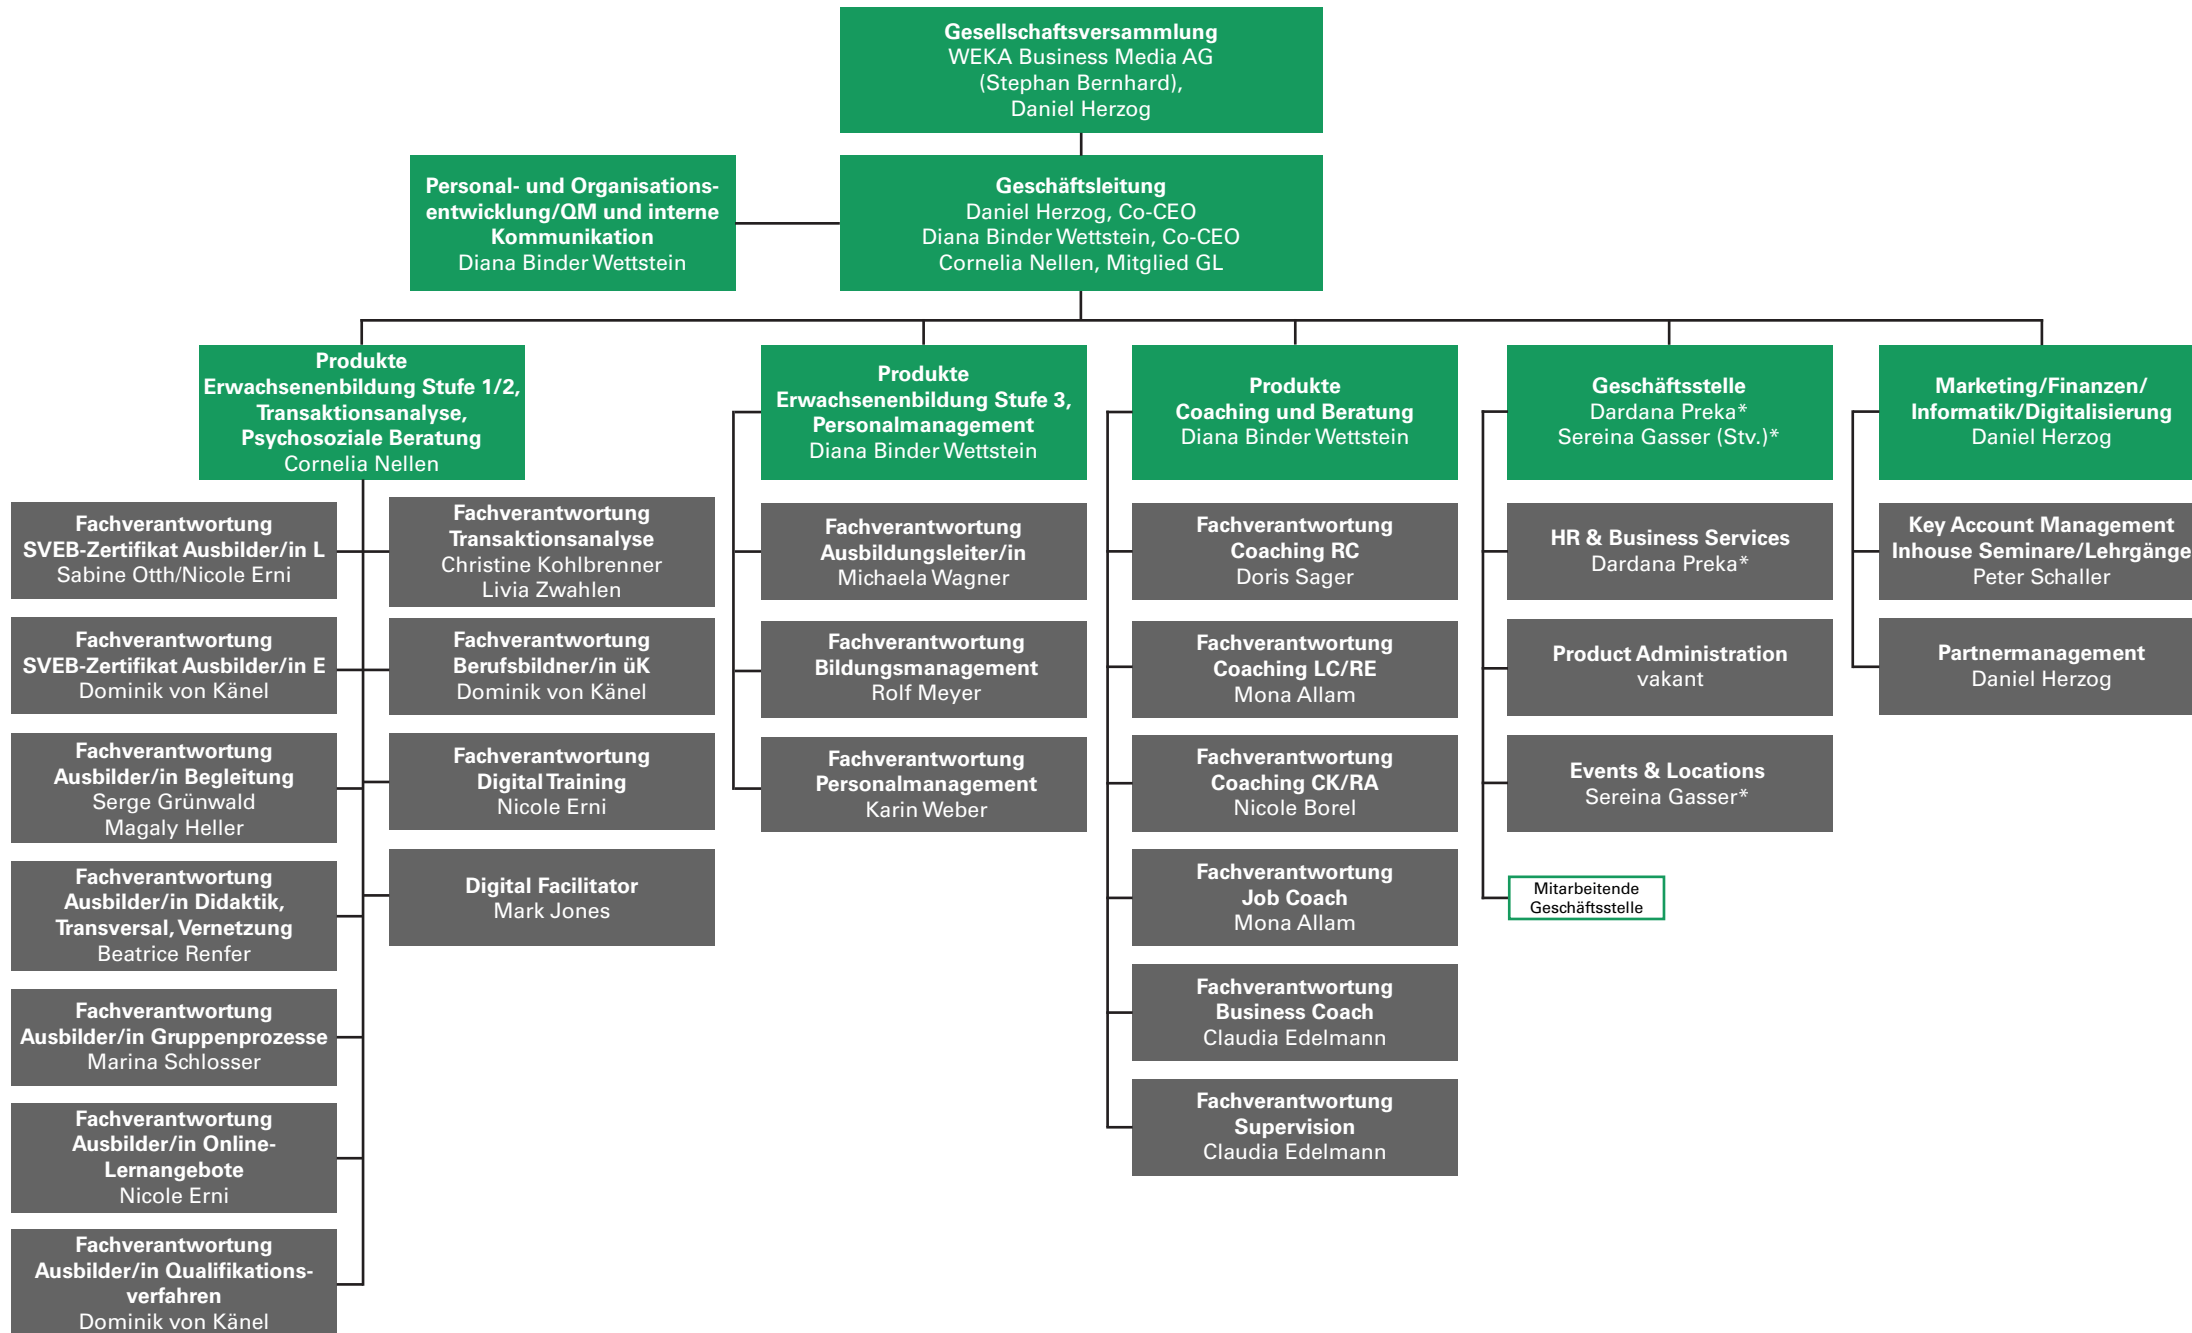 Gesellschaftsversammlung
WEKA Business Media AG
(Stephan Bernhard),
Daniel Herzog
Personal- und Organisations-
entwicklung/QM und interne
Kommunikation
Diana Binder Wettstein
Geschäftsleitung
Daniel Herzog, Co-CEO
Diana Binder Wettstein, Co-CEO
Cornelia Nellen, Mitglied GL
Produkte
Erwachsenenbildung Stufe 1/2,
Transaktionsanalyse,
Psychosoziale Beratung
Cornelia Nellen
Fachverantwortung
SVEB-Zertifikat Ausbilder/in L
Sabine Otth/Nicole Erni
Fachverantwortung
SVEB-Zertifikat Ausbilder/in E
Dominik von Känel
Fachverantwortung
Ausbilder/in Begleitung
Serge Grünwald
Magaly Heller
Fachverantwortung
Ausbilder/in Didaktik,
Transversal, Vernetzung
Beatrice Renfer
Fachverantwortung
Ausbilder/in Gruppenprozesse
Marina Schlosser
Fachverantwortung
Ausbilder/in Online-
Lernangebote
Nicole Erni
Fachverantwortung
Ausbilder/in Qualifikations-
verfahren
Dominik von Känel
Fachverantwortung
Transaktionsanalyse
Christine Kohlbrenner
Livia Zwahlen
Fachverantwortung
Berufsbildner/in üK
Dominik von Känel
Fachverantwortung
Digital Training
Nicole Erni
Digital Facilitator
Mark Jones
Produkte
Erwachsenenbildung Stufe 3,
Personalmanagement
Diana Binder Wettstein
Fachverantwortung
Ausbildungsleiter/in
Michaela Wagner
Fachverantwortung
Bildungsmanagement
Rolf Meyer
Fachverantwortung
Personalmanagement
Karin Weber
Produkte
Coaching und Beratung
Diana Binder Wettstein
Fachverantwortung
Coaching RC
Doris Sager
Fachverantwortung
Coaching LC/RE
Mona Allam
Fachverantwortung
Coaching CK/RA
Nicole Borel
Fachverantwortung
Job Coach
Mona Allam
Fachverantwortung
Business Coach
Claudia Edelmann
Fachverantwortung
Supervision
Claudia Edelmann
Geschäftsstelle
Dardana Preka*
Sereina Gasser (Stv.)*
HR & Business Services
Dardana Preka*
Product Administration
vakant
Events & Locations
Sereina Gasser*
Mitarbeitende
Geschäftsstelle
Marketing/Finanzen/
Informatik/Digitalisierung
Daniel Herzog
Key Account Management
Inhouse Seminare/Lehrgänge
Peter Schaller
Partnermanagement
Daniel Herzog